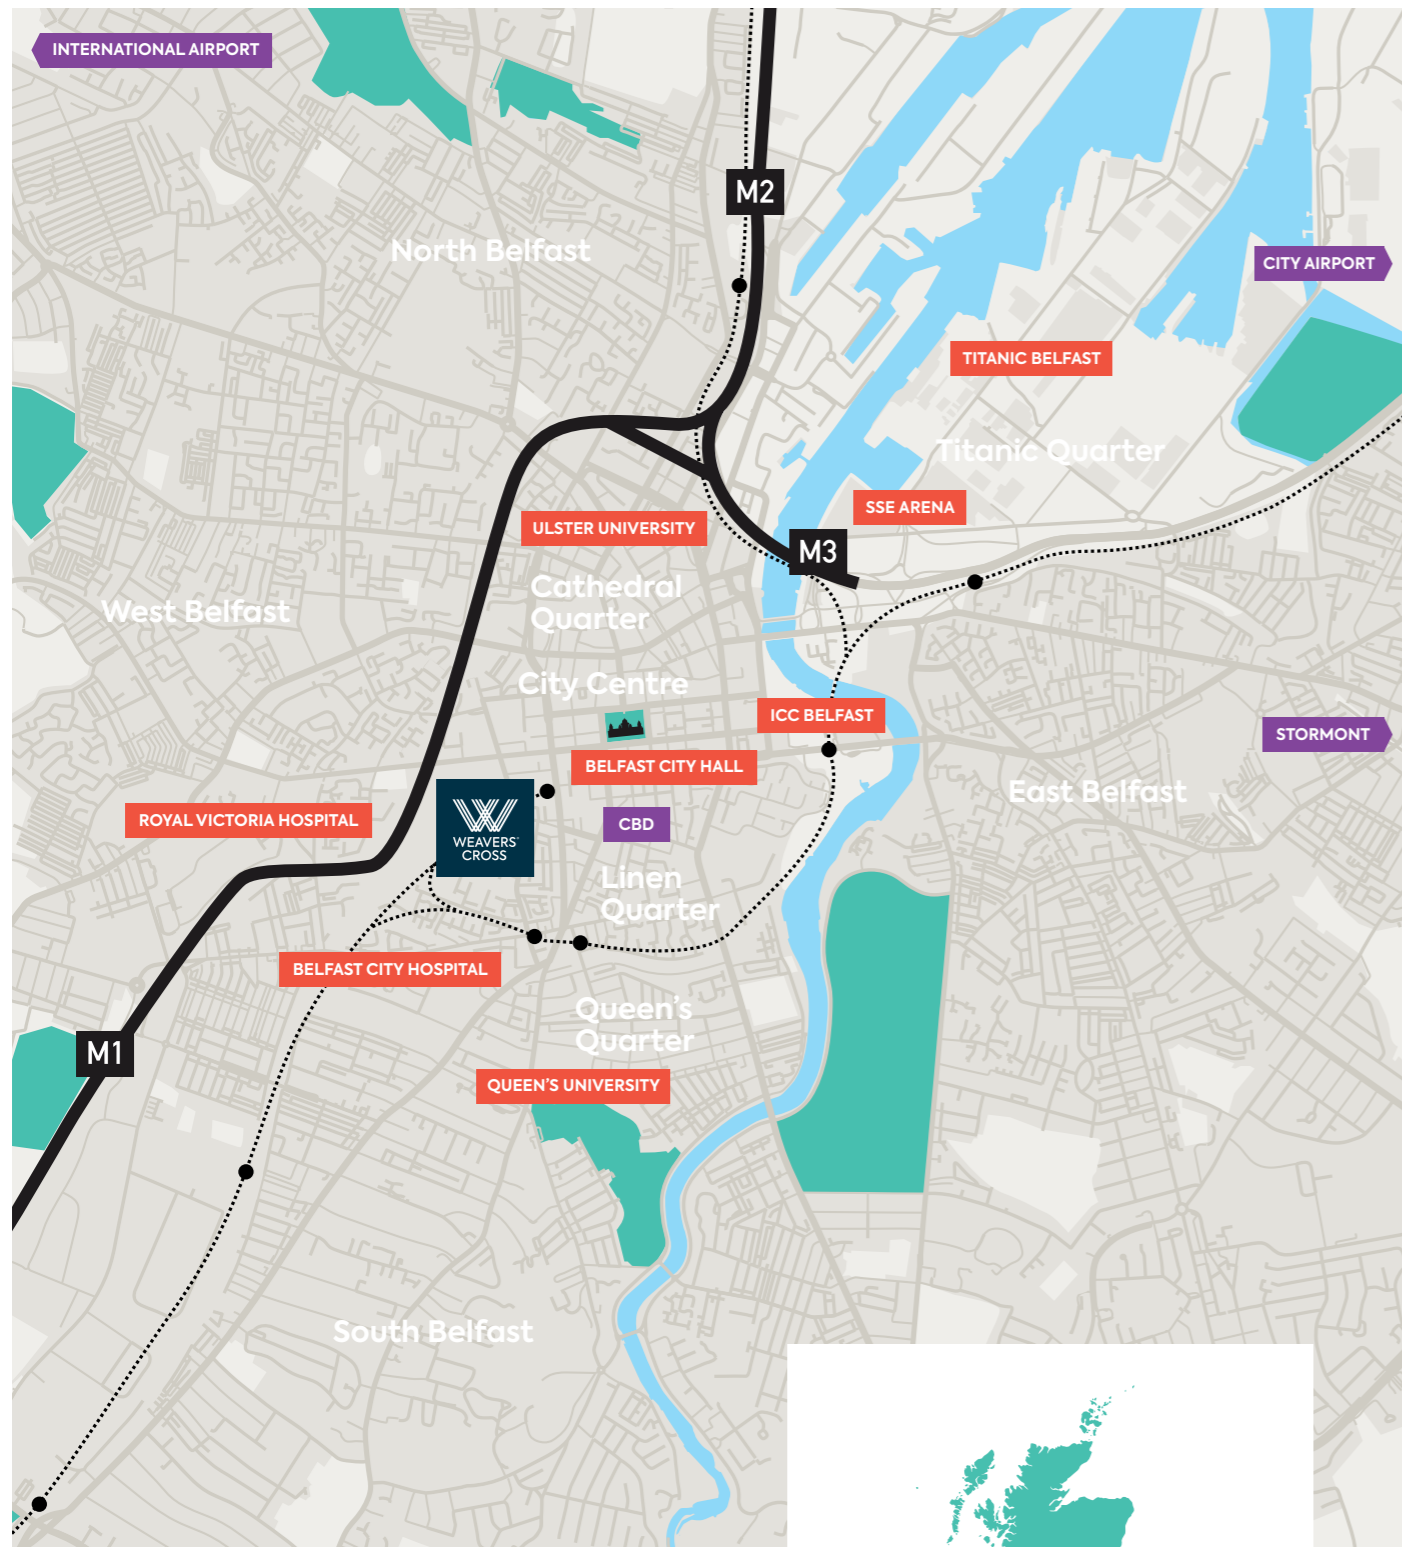 INTERNATIONAL AIRPORT
M2
North Belfast
CITY AIRPORT
TITANIC BELFAST
Titanic Quarter
SSE ARENA
ULSTER UNIVERSITY
M3
Cathedral
Quarter
West Belfast
City Centre
ICC BELFAST
STORMONT
BELFAST CITY HALL
East Belfast
ROYAL VICTORIA HOSPITAL
WEAVERS'
CROSS
CBD
Linen
Quarter
BELFAST CITY HOSPITAL
Queen's
Quarter
M1
QUEEN'S UNIVERSITY
South Belfast